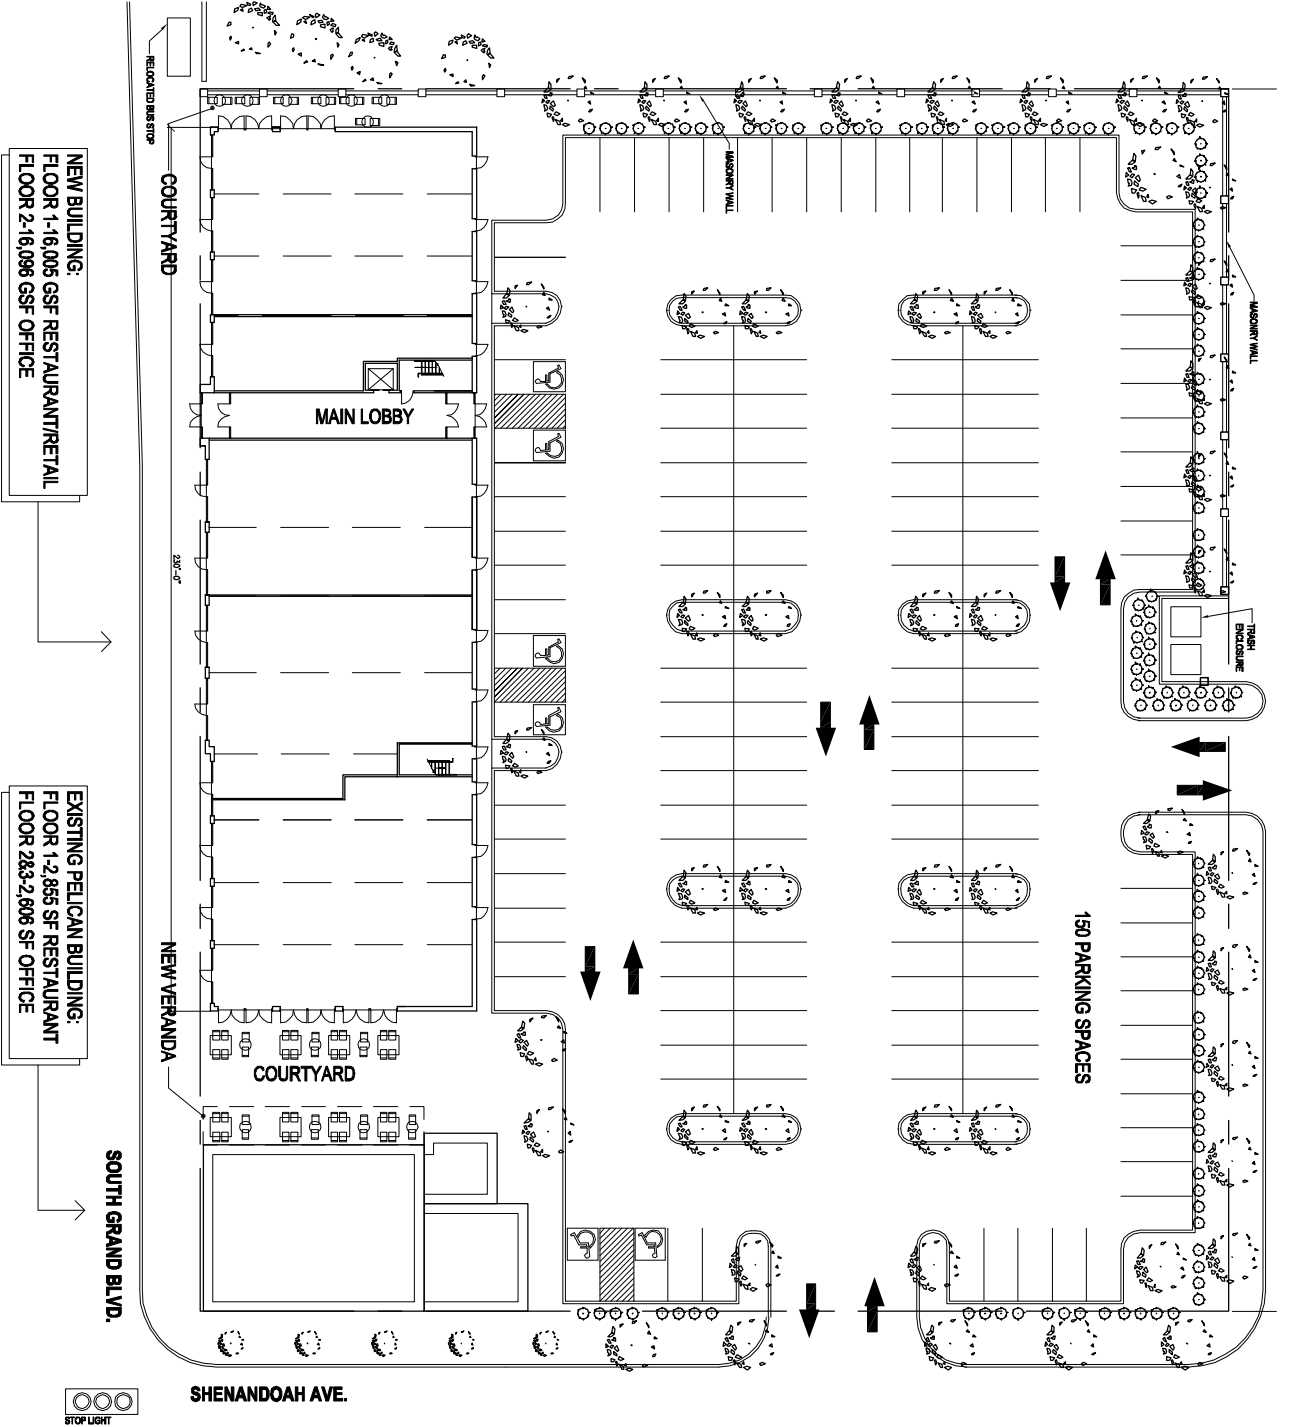 RELOCATED BUS STOP
MASONRY WALL
MASONRY WALL
COURTYARD
NEW BUILDING:
FLOOR 1-16,005 GSF RESTAURANT/RETAIL
FLOOR 2-16,096 GSF OFFICE
MAIN LOBBY
230'-0"
TRASH
ENCLOSURE
EXISTING PELICAN BUILDING:
FLOOR 1-2,855 SF RESTAURANT
FLOOR 2&3-2,606 SF OFFICE
150 PARKING SPACES
NEW VERANDA
COURTYARD
SOUTH GRAND BLVD.
SHENANDOAH AVE.
STOP LIGHT